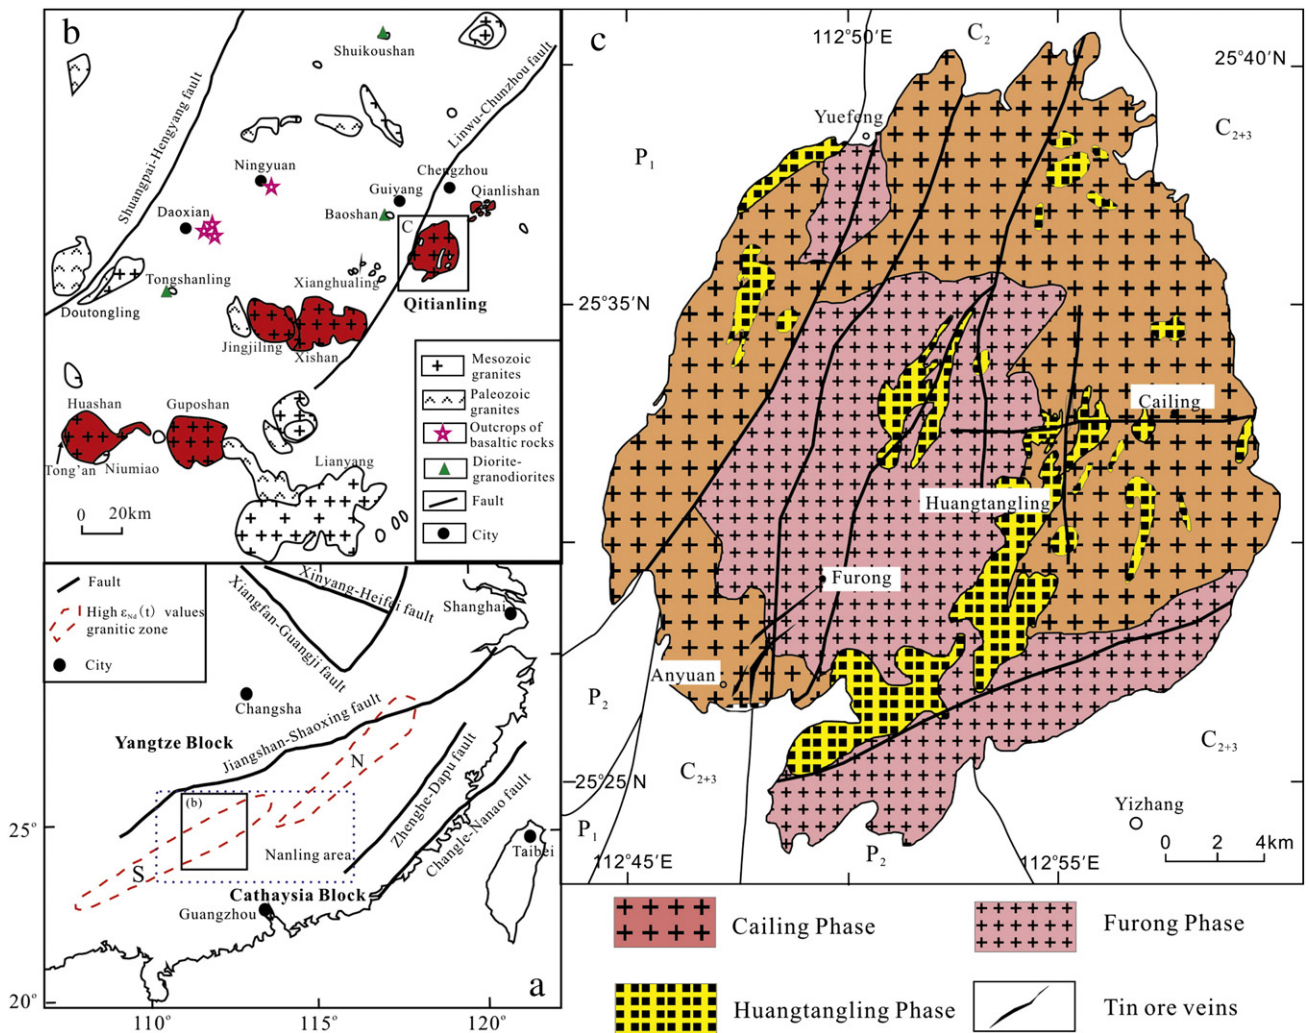 b
Shuikoushan
Shuangpai-Hengyang fault
Linwu-Chunzhou fault
Ningyuan
Chengzhou
Guiyang
Qianlishan
Daoxian
Baoshan
C
Tongshanling
Xianghualing
Doutongling
Qitianling
Jingjiling
Xishan
Huashan
Guposhan
Tong'an
Niumiao
Lianyang
0 20km
Mesozoic
granites
Paleozoic
granites
Outcrops of
basaltic rocks
Diorite-
granodiorites
Fault
City
Fault
High εNd(t) values
granitic zone
City
Xinyang-Heifei fault
Xiangfan-Guangji fault
Shanghai
Changsha
Jiangshan-Shaoxing fault
Yangtze Block
N
Zhenghe-Dapu fault
Changle-Nanao fault
(b)
25°
Nanling area
Taibei
S
Cathaysia Block
Guangzhou
a
20°
110°
115°
120°
c
112°50′E
C2
25°40′N
Yuefeng
C2+3
P1
25°35′N
Cailing
Huangtangling
Furong
Anyuan
P2
C2+3
C2+3
25°25 N
Yizhang
P1
P2
112°45′E
112°55′E
0 2 4km
Cailing Phase
Furong Phase
Huangtangling Phase
Tin ore veins